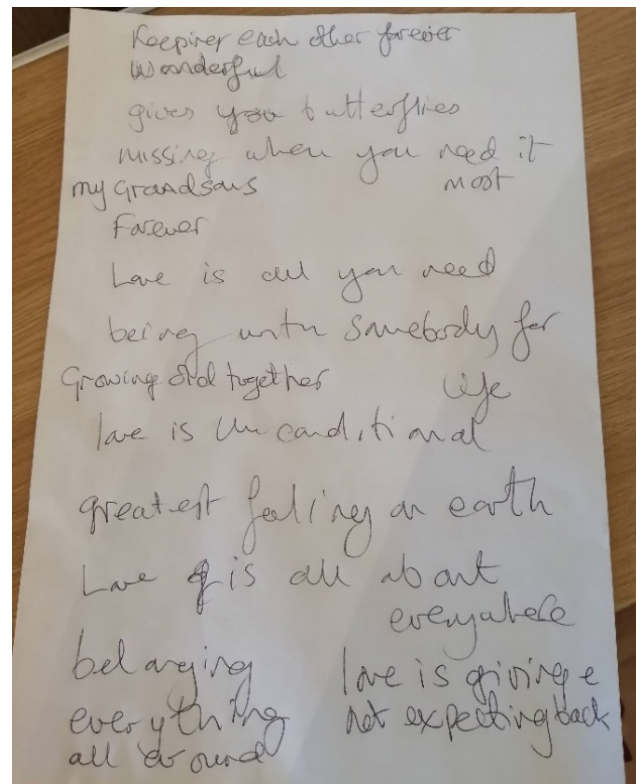 Keepiner each other forever
Wonderful
gives you butterflies
missing when you need it
most
my Grandsons
Forever
Love is all you need
being with somebody for
life
Growing old together
love is unconditional
greatest feeling on earth
Love is all about
everywhere
belonging
love is giving e
not expecting back
everything
all around